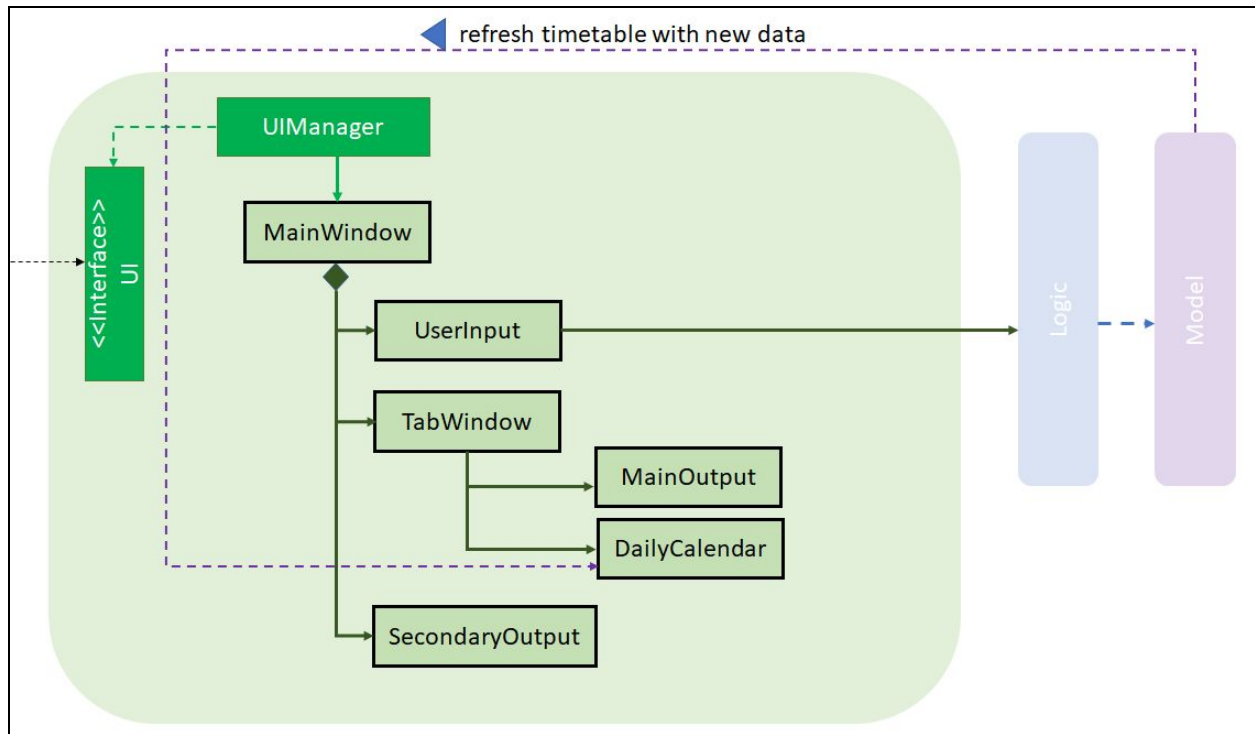 refresh timetable with new data
UIManager
<<Interface>>
UI
MainWindow
UserInput
TabWindow
MainOutput
DailyCalendar
SecondaryOutput
Logic
Model